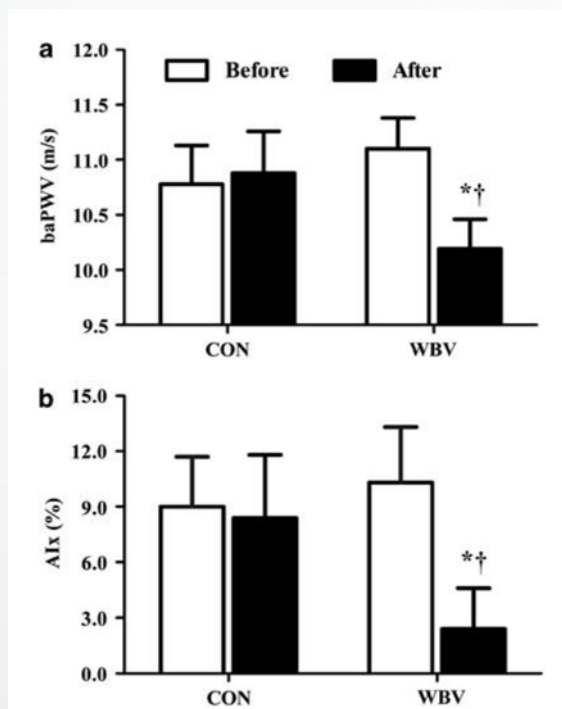 a
12.0
Before After
11.5
11.0
*†
10.5
10.0
9.5
baPWV (m/s)
CON WBV
b
15.0
12.0
9.0
*†
6.0
3.0
0.0
AIx (%)
CON WBV